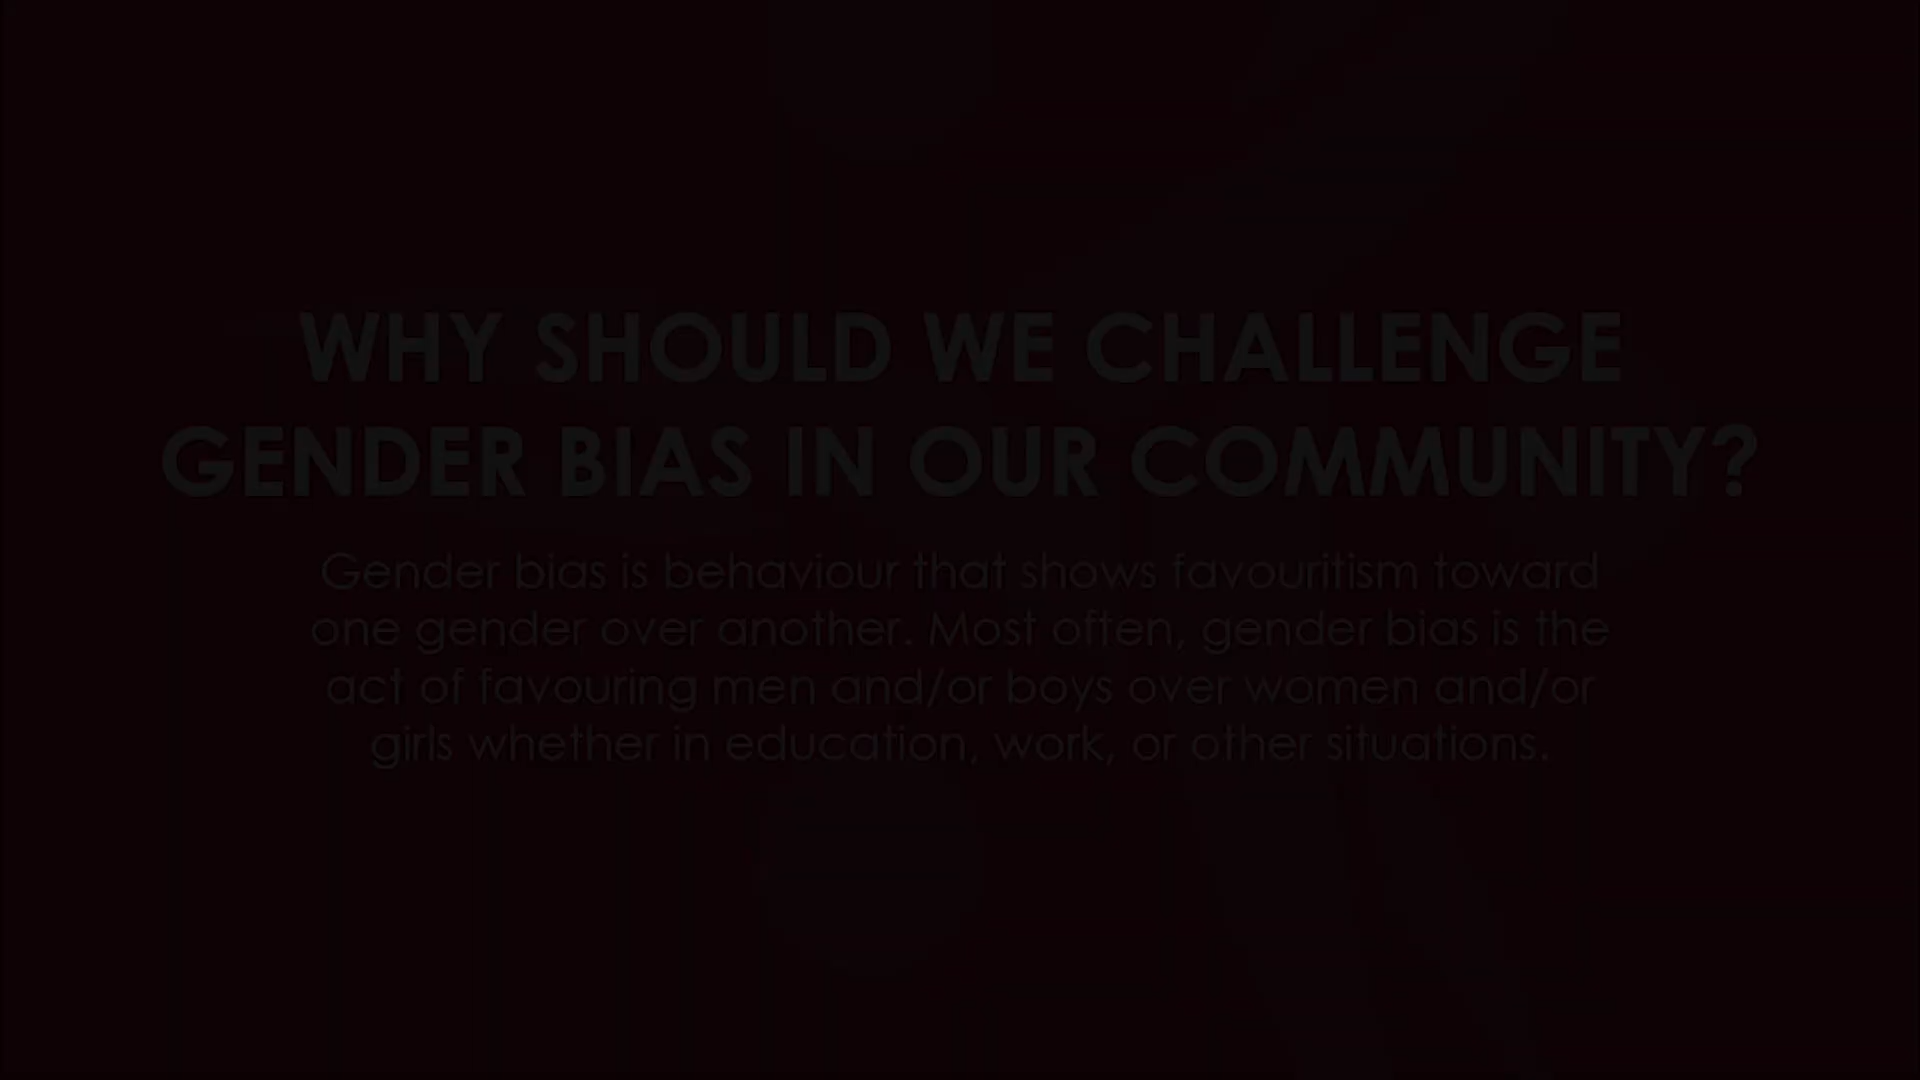 WHY SHOULD WE CHALLENGE
GENDER BIAS IN OUR COMMUNITY?
Gender bias is behaviour that shows favouritism toward
one gender over another. Most often, gender bias is the
act of favouring men and/or boys over women and/or
girls whether in education, work, or other situations.